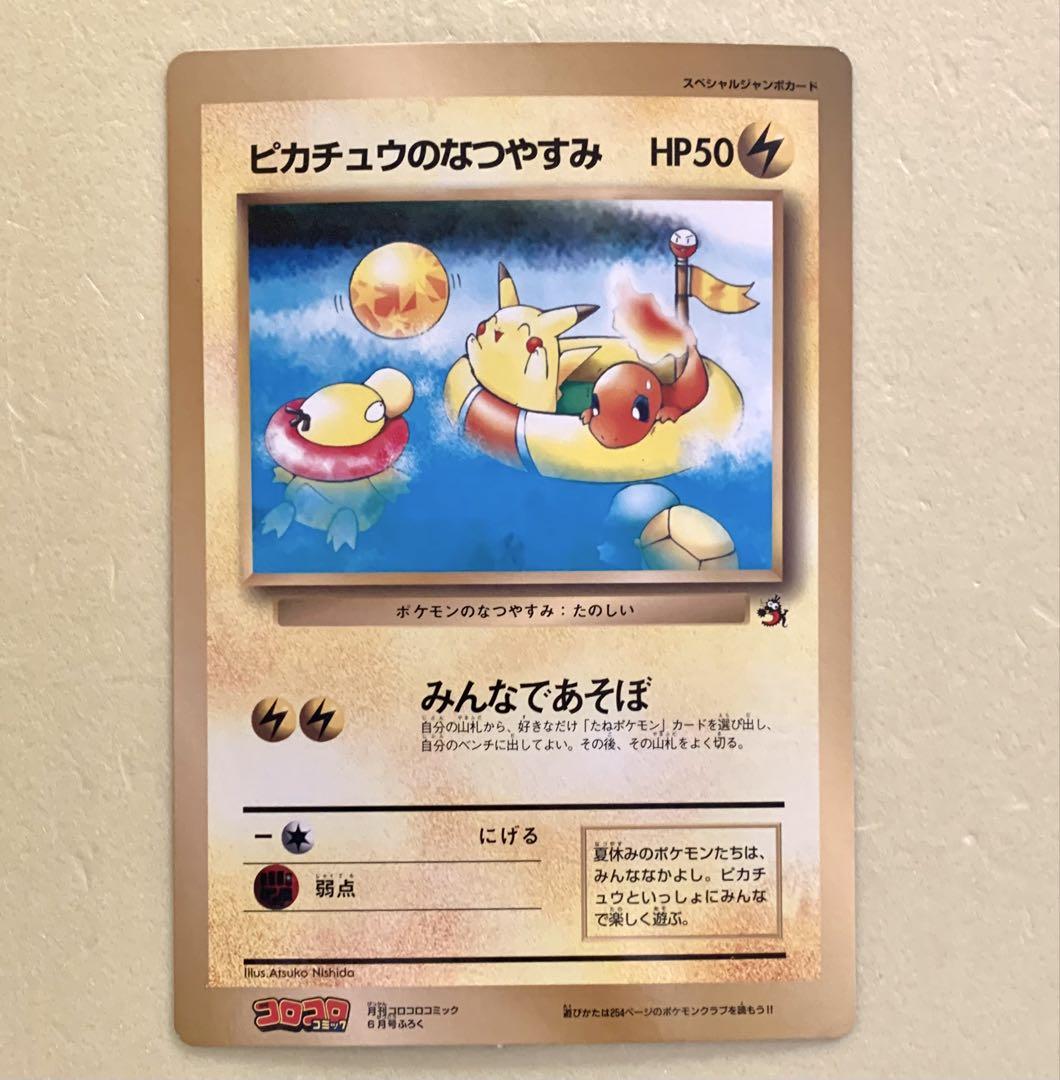 スペシャルジャンボカード
ピカチュウのなつやすみ HP50
ポケモンのなつやすみ：たのしい
みんなであそぼ
自分の山札から、好きなだけ「たねポケモン」カードを選び出し、
自分のベンチに出してよい。その後、その山札をよく切る。
にげる
弱点
夏休みのポケモンたちは、
みんななかよし。ピカチ
ュウといっしょにみんな
で楽しく遊ぶ。
Illus.Atsuko Nishida
コロコロ
コミック
月刊コロコロコミック
6月号ふろく
遊びかたは254ページのポケモンクラブを読もう!!